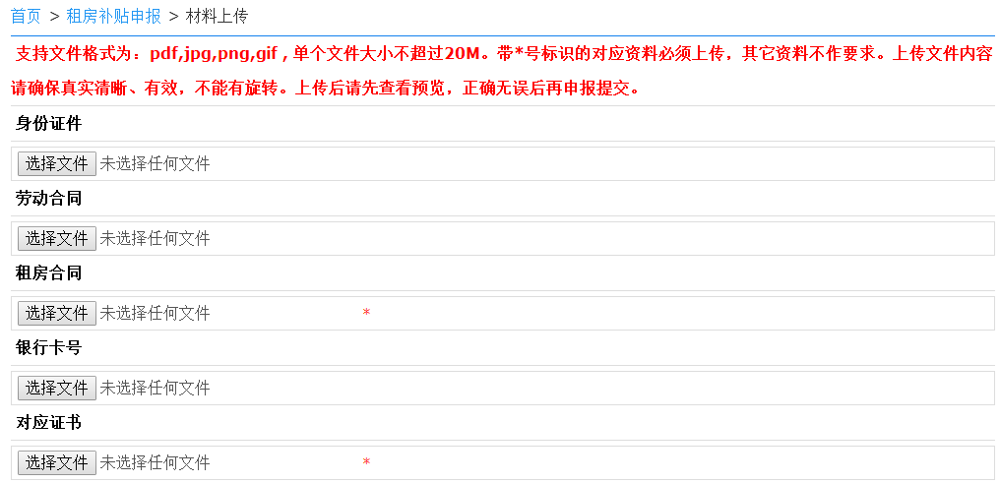 首页 > 租房补贴申报 > 材料上传
支持文件格式为：pdf,jpg,png,gif , 单个文件大小不超过20M。带*号标识的对应资料必须上传，其它资料不作要求。上传文件内容
请确保真实清晰、有效，不能有旋转。上传后请先查看预览，正确无误后再申报提交。
身份证件
选择文件 未选择任何文件
劳动合同
选择文件 未选择任何文件
租房合同
选择文件 未选择任何文件 *
银行卡号
选择文件 未选择任何文件
对应证书
选择文件 未选择任何文件 *